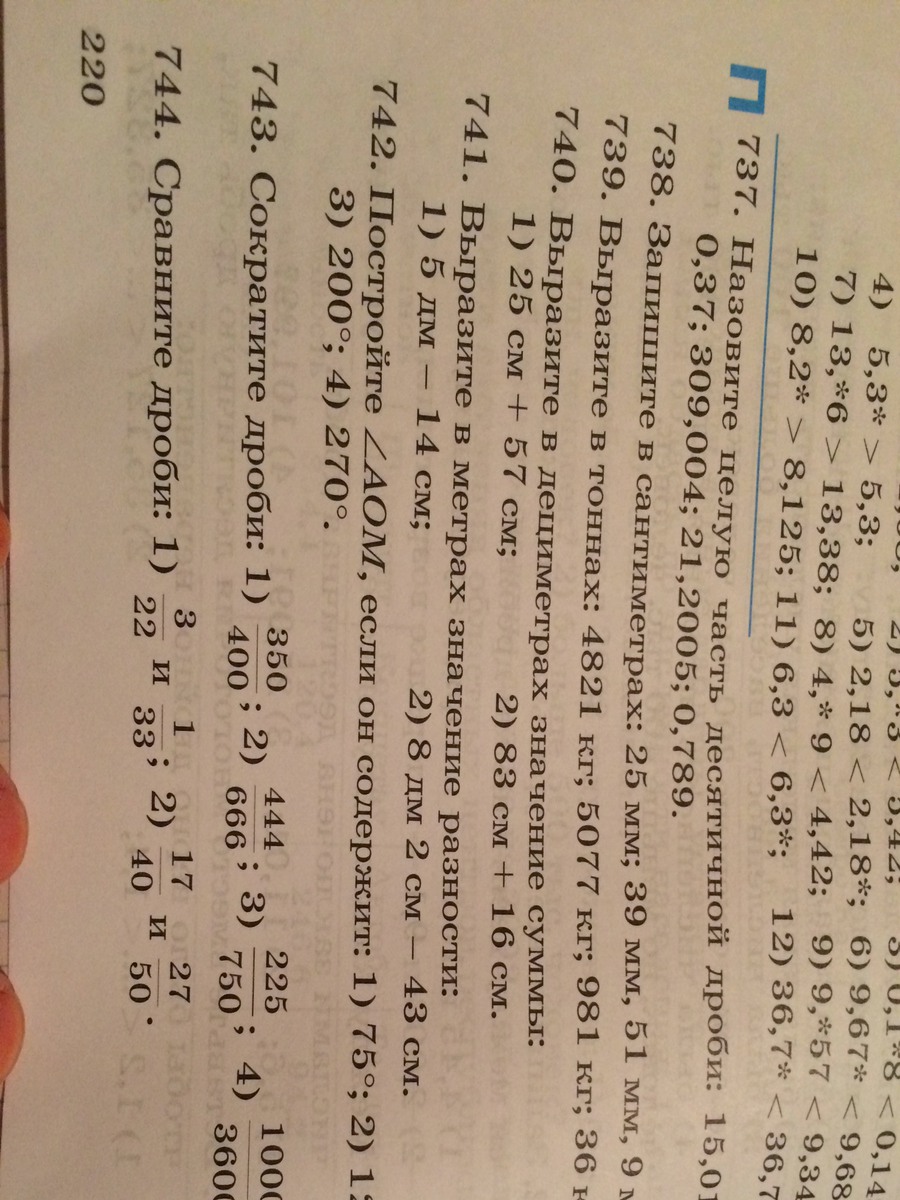 4) 5,3* > 5,3; 5) 2,18 < 2,18*; 6) 9,67* < 9,68
7) 13,*6 > 13,38; 8) 4,*9 < 4,42; 9) 9,*57 < 9,34
10) 8,2* > 8,125; 11) 6,3 < 6,3*; 12) 36,7* < 36,7
П 737. Назовите целую часть десятичной дроби: 15,01
0,37; 309,004; 21,2005; 0,789.
738. Запишите в сантиметрах: 25 мм; 39 мм, 51 мм, 9
739. Выразите в тоннах: 4821 кг; 5077 кг; 981 кг; 36
740. Выразите в дециметрах значение суммы:
1) 25 см + 57 см; 2) 83 см + 16 см.
741. Выразите в метрах значение разности:
1) 5 дм – 14 см; 2) 8 дм 2 см – 43 см.
742. Постройте ∠AOM, если он содержит: 1) 75°; 2)
3) 200°; 4) 270°.
743. Сократите дроби: 1) 350/400; 2) 444/666; 3) 225/750; 4)
744. Сравните дроби: 1) 3/22 и 1/33; 2) 17/40 и 27/50.
220